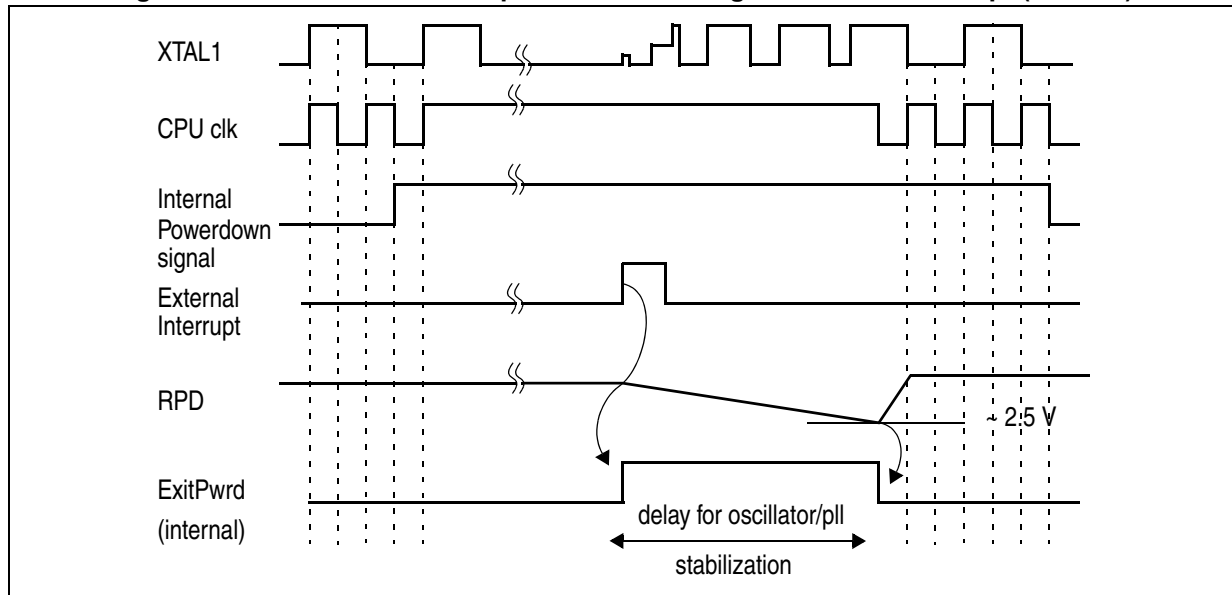 XTAL1
CPU clk
Internal
Powerdown
signal
External
Interrupt
RPD
~ 2.5 V
ExitPwrd
(internal)
delay for oscillator/pll
stabilization